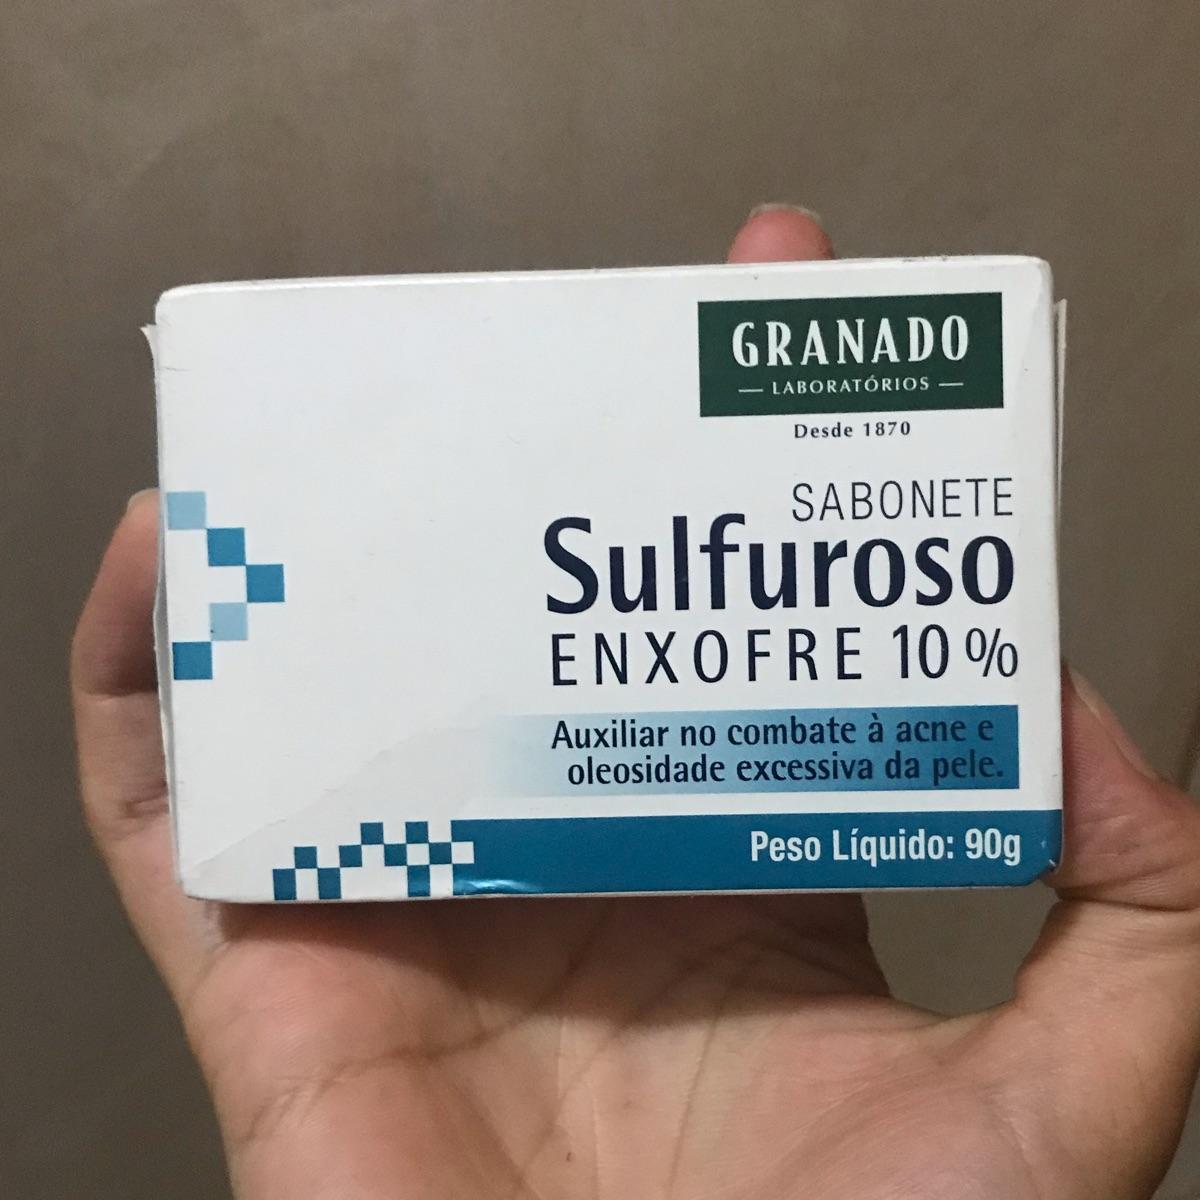 GRANADO
LABORATÓRIOS
Desde 1870
SABONETE
Sulfuroso
ENXOFRE 10%
Auxiliar no combate à acne e
oleosidade excessiva da pele.
Peso Líquido: 90g